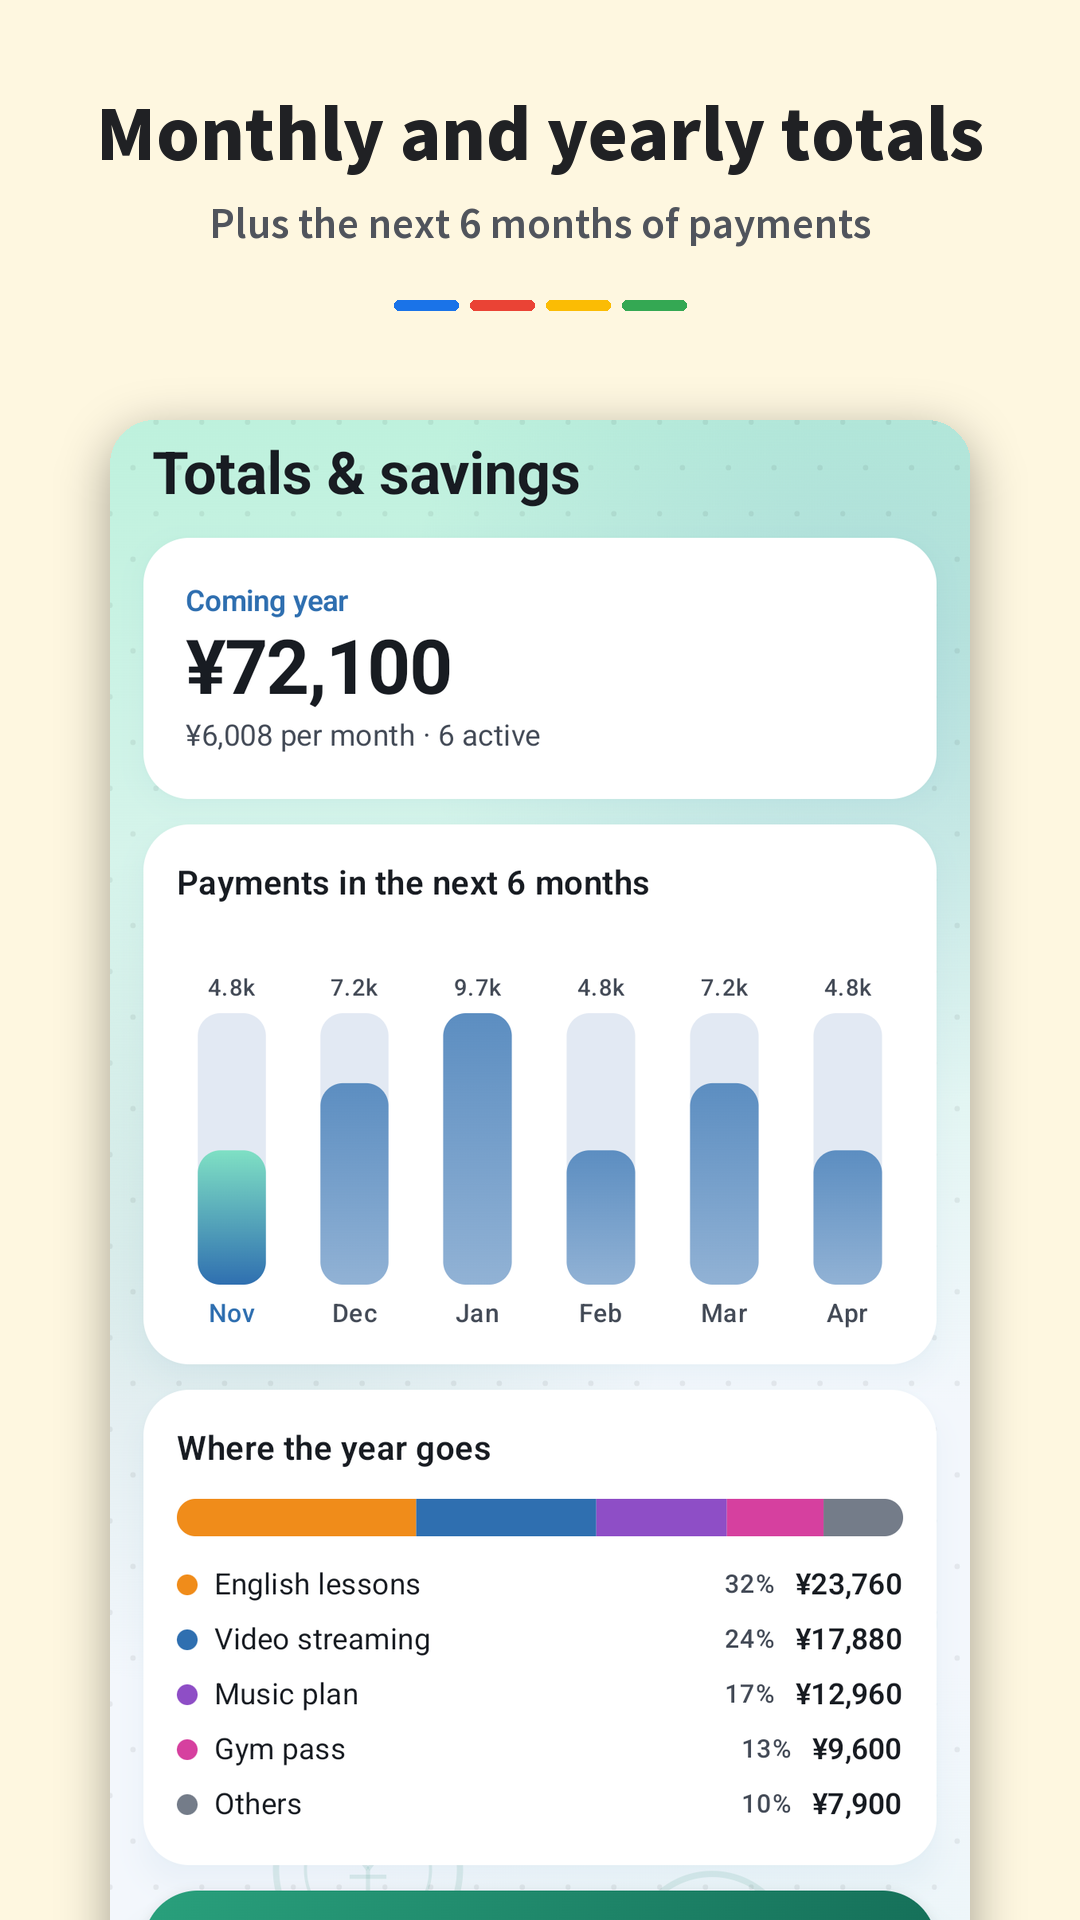 Monthly and yearly totals
Plus the next 6 months of payments
Totals & savings
Coming year
¥72,100
¥6,008 per month · 6 active
Payments in the next 6 months
4.8k 7.2k 9.7k 4.8k 7.2k 4.8k
Nov Dec Jan Feb Mar Apr
Where the year goes
English lessons 32% ¥23,760
Video streaming 24% ¥17,880
Music plan 17% ¥12,960
Gym pass 13% ¥9,600
Others 10% ¥7,900